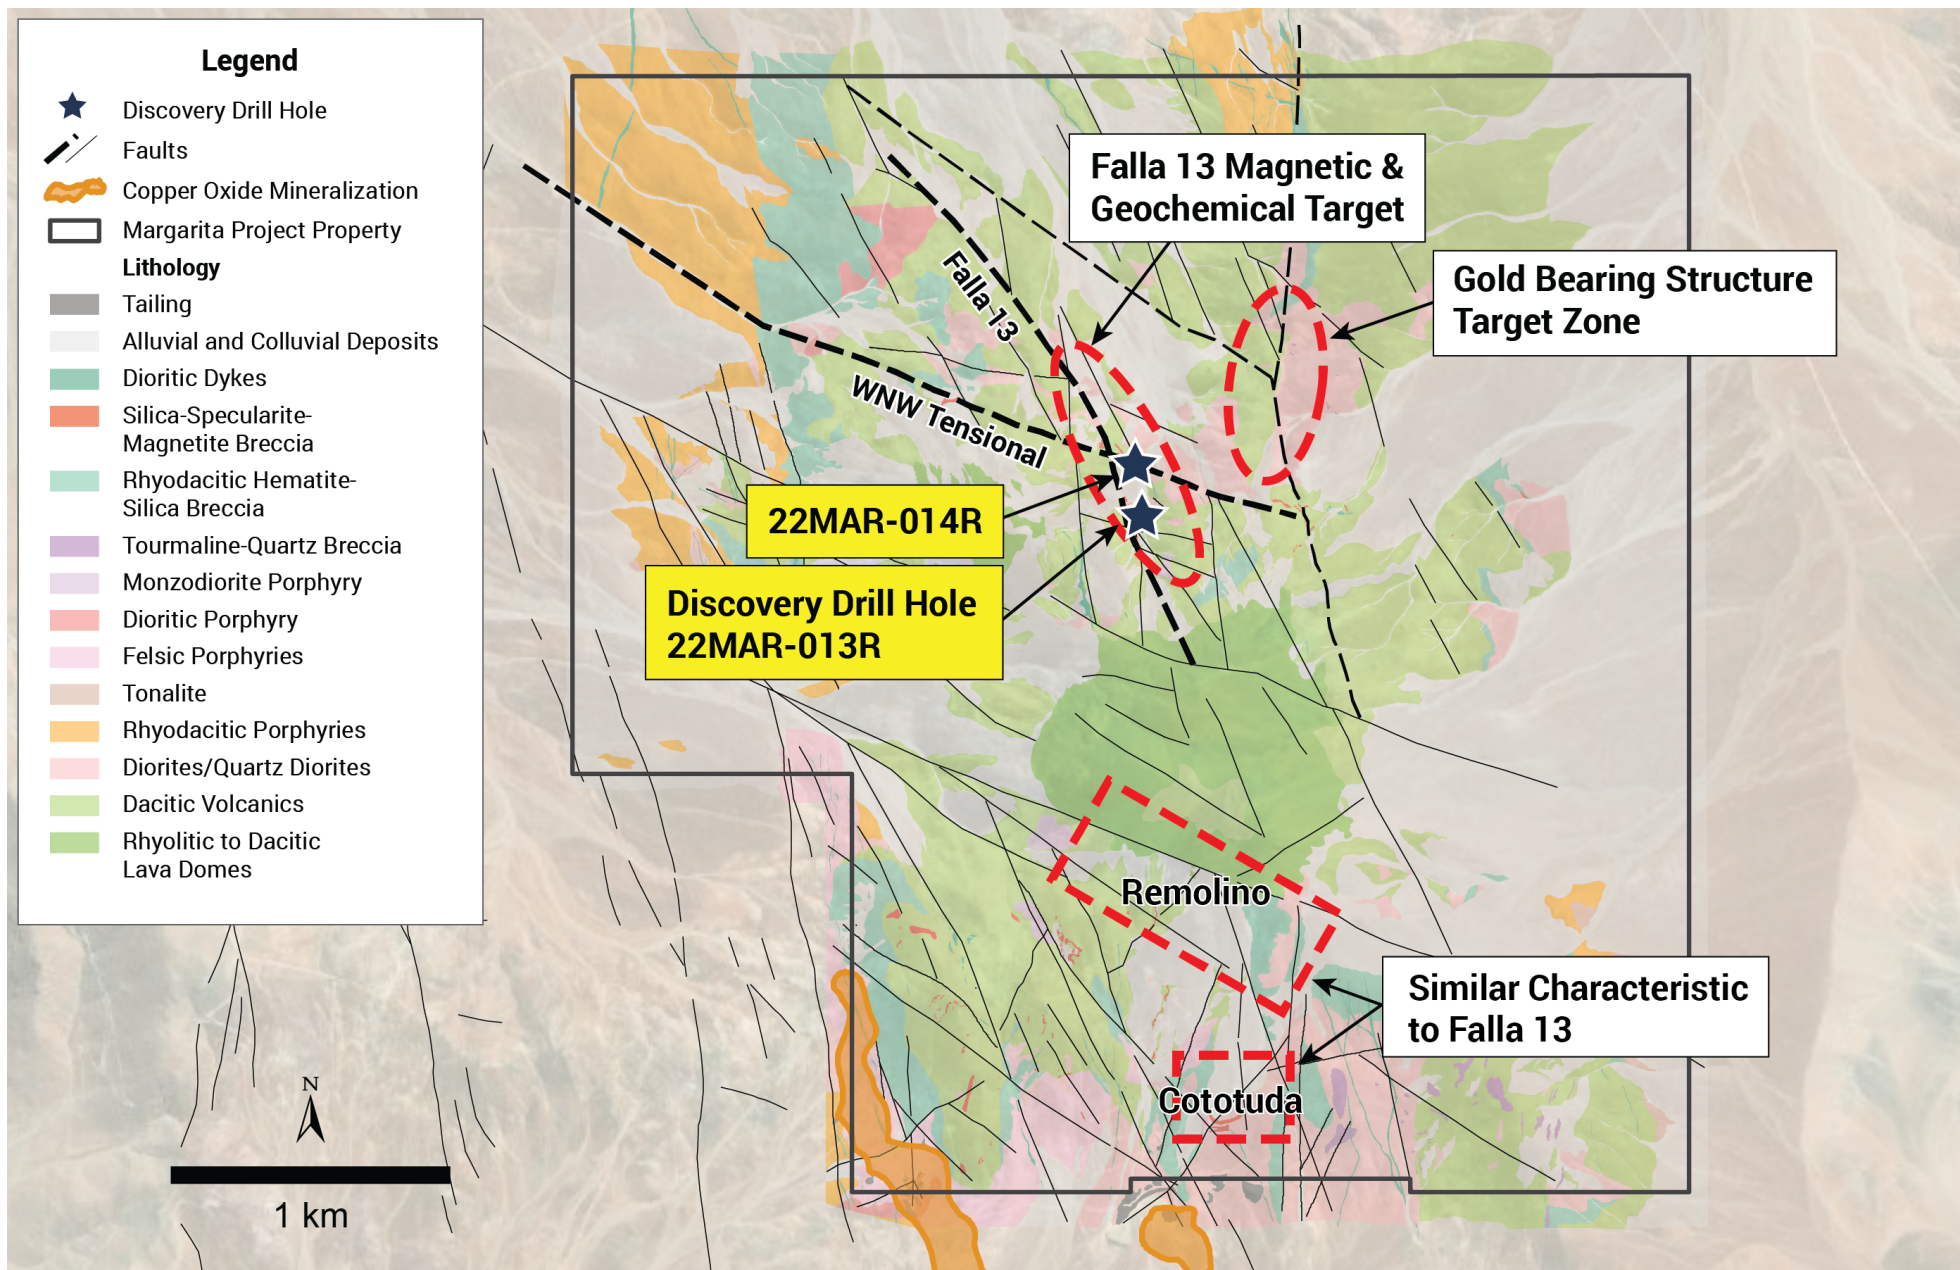 Legend
Discovery Drill Hole
Faults
Copper Oxide Mineralization
Margarita Project Property
Lithology
Tailing
Alluvial and Colluvial Deposits
Dioritic Dykes
Silica-Specularite-
Magnetite Breccia
Rhyodacitic Hematite-
Silica Breccia
Tourmaline-Quartz Breccia
Monzodiorite Porphyry
Dioritic Porphyry
Felsic Porphyries
Tonalite
Rhyodacitic Porphyries
Diorites/Quartz Diorites
Dacitic Volcanics
Rhyolitic to Dacitic
Lava Domes
N
1 km
Falla 13 Magnetic &
Geochemical Target
Gold Bearing Structure
Target Zone
Falla 13
WNW Tensional
22MAR-014R
Discovery Drill Hole
22MAR-013R
Remolino
Similar Characteristic
to Falla 13
Cototuda